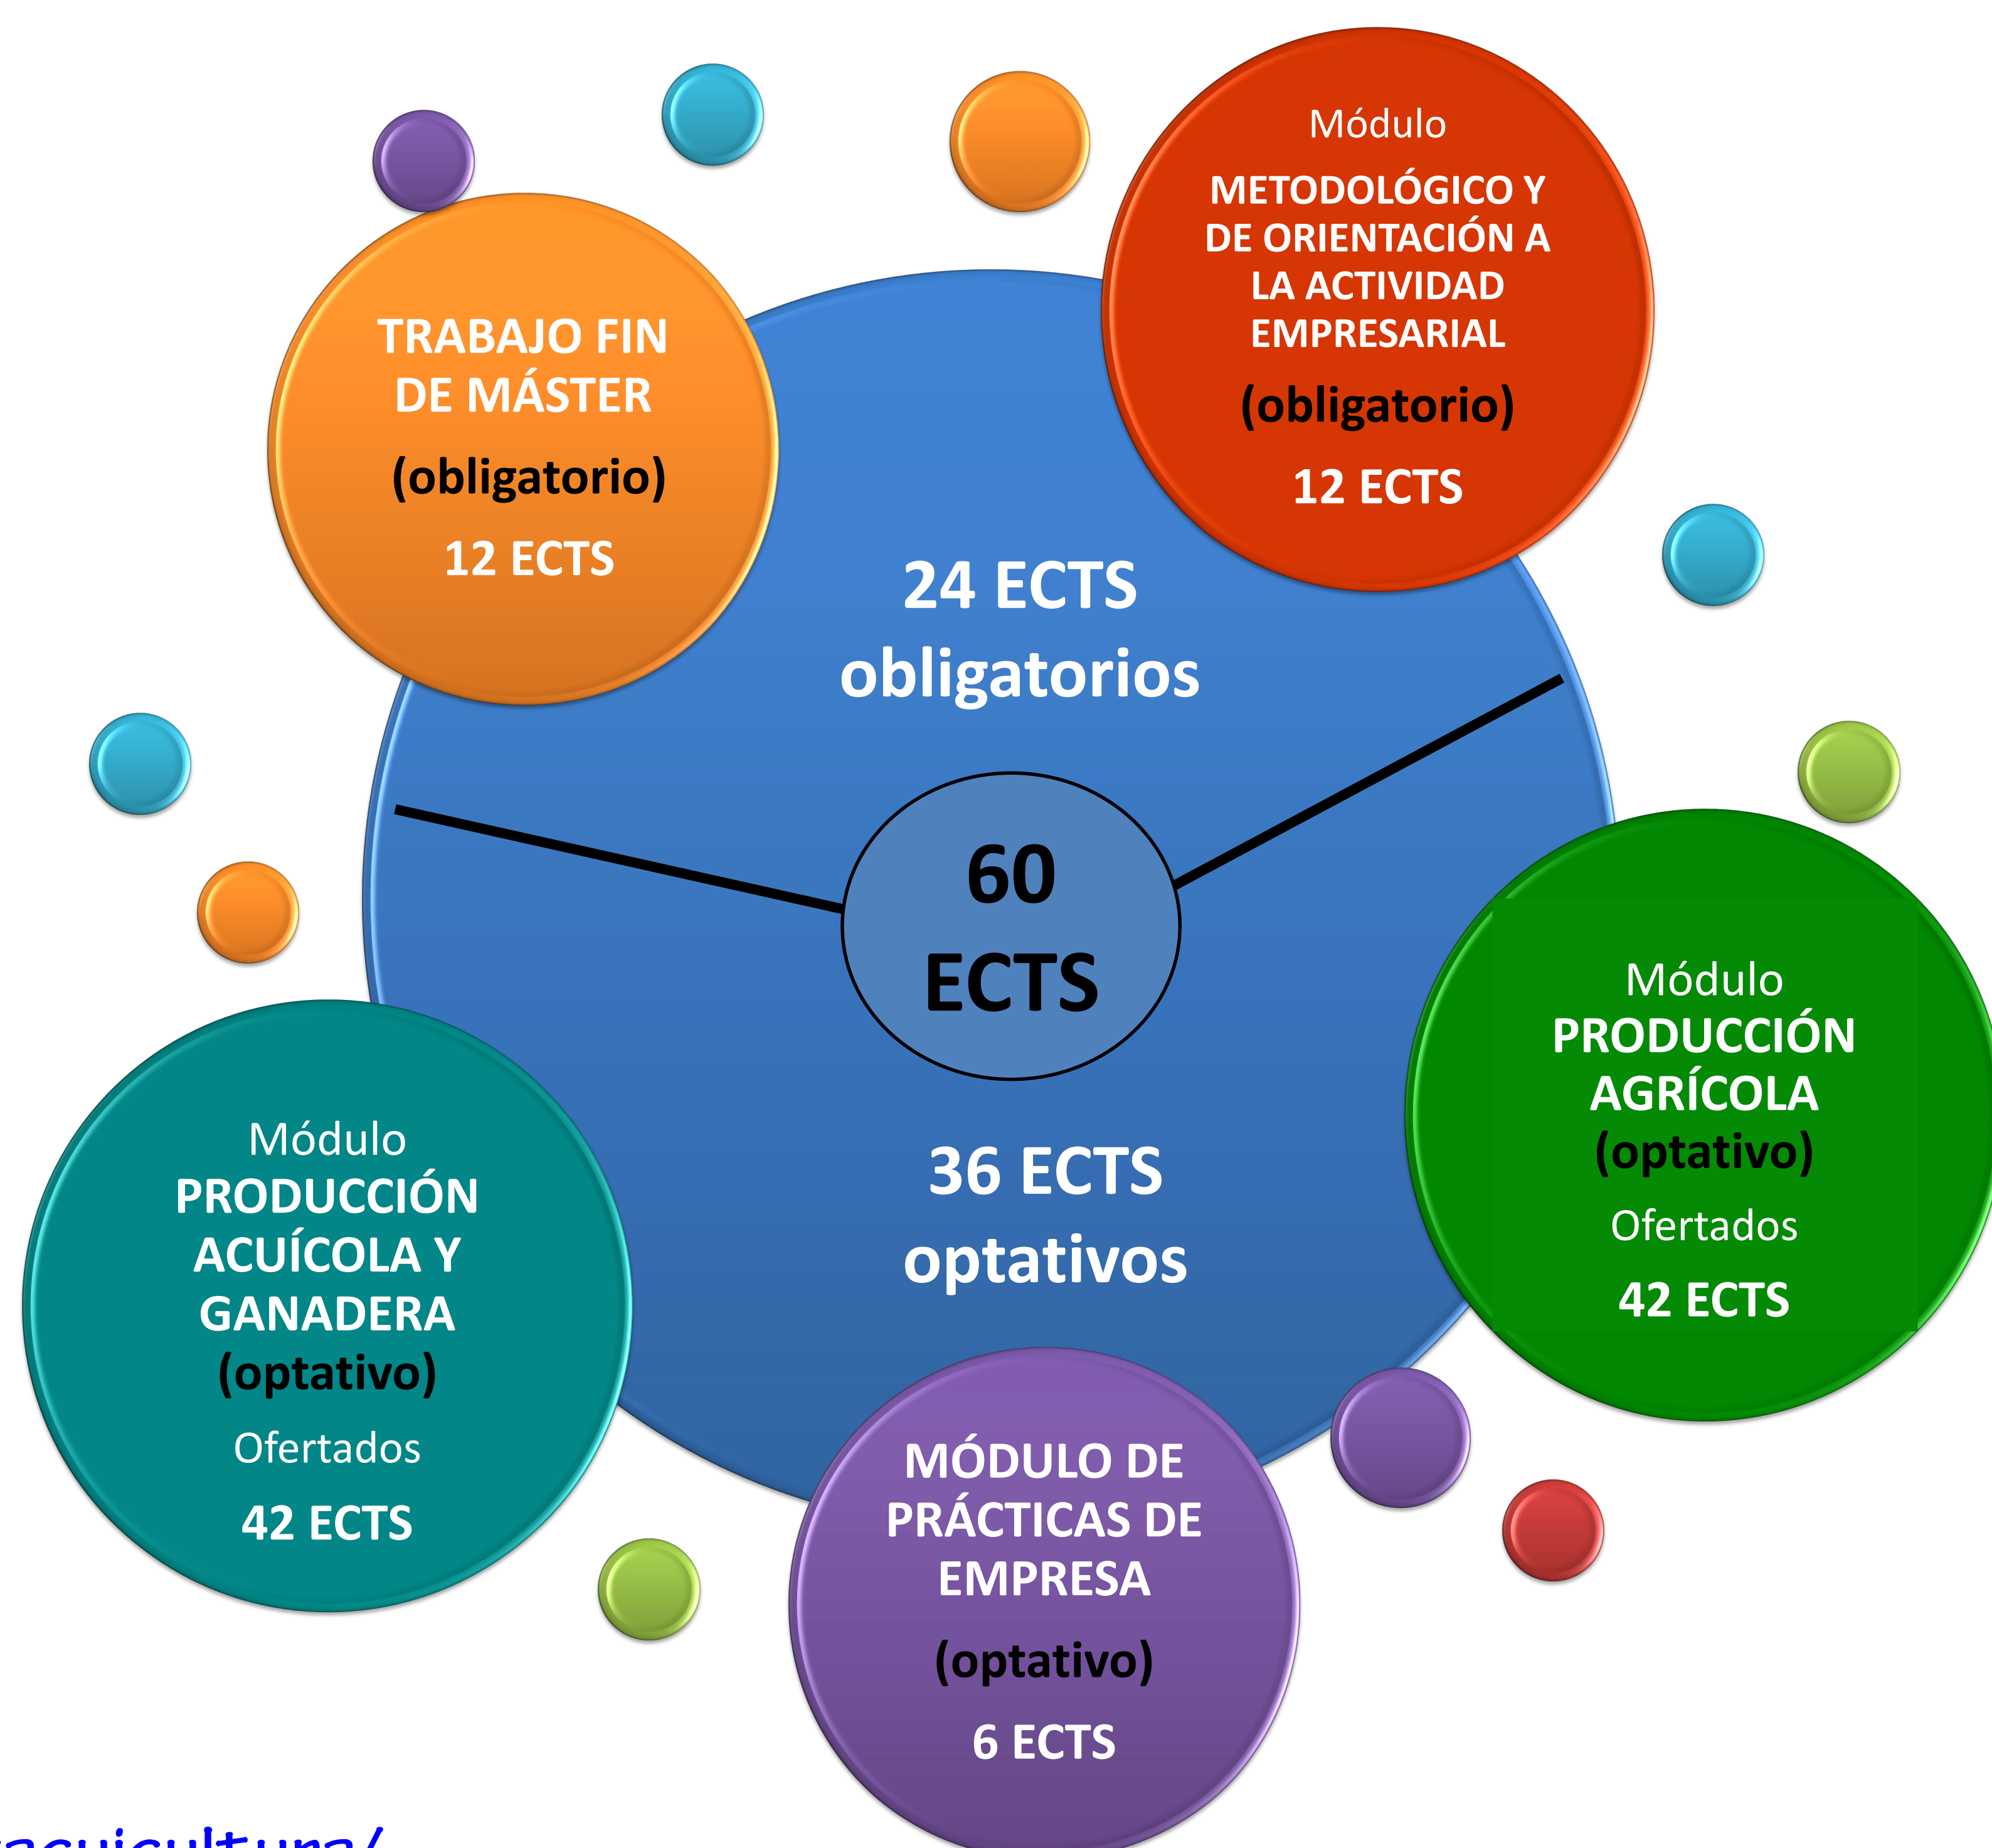 Módulo
METODOLÓGICO Y
DE ORIENTACIÓN A
LA ACTIVIDAD
EMPRESARIAL
(obligatorio)
12 ECTS
TRABAJO FIN
DE MÁSTER
(obligatorio)
12 ECTS
24 ECTS
obligatorios
60
ECTS
36 ECTS
optativos
Módulo
PRODUCCIÓN
AGRÍCOLA
(optativo)
Ofertados
42 ECTS
Módulo
PRODUCCIÓN
ACUÍCOLA Y
GANADERA
(optativo)
Ofertados
42 ECTS
MÓDULO DE
PRÁCTICAS DE
EMPRESA
(optativo)
6 ECTS